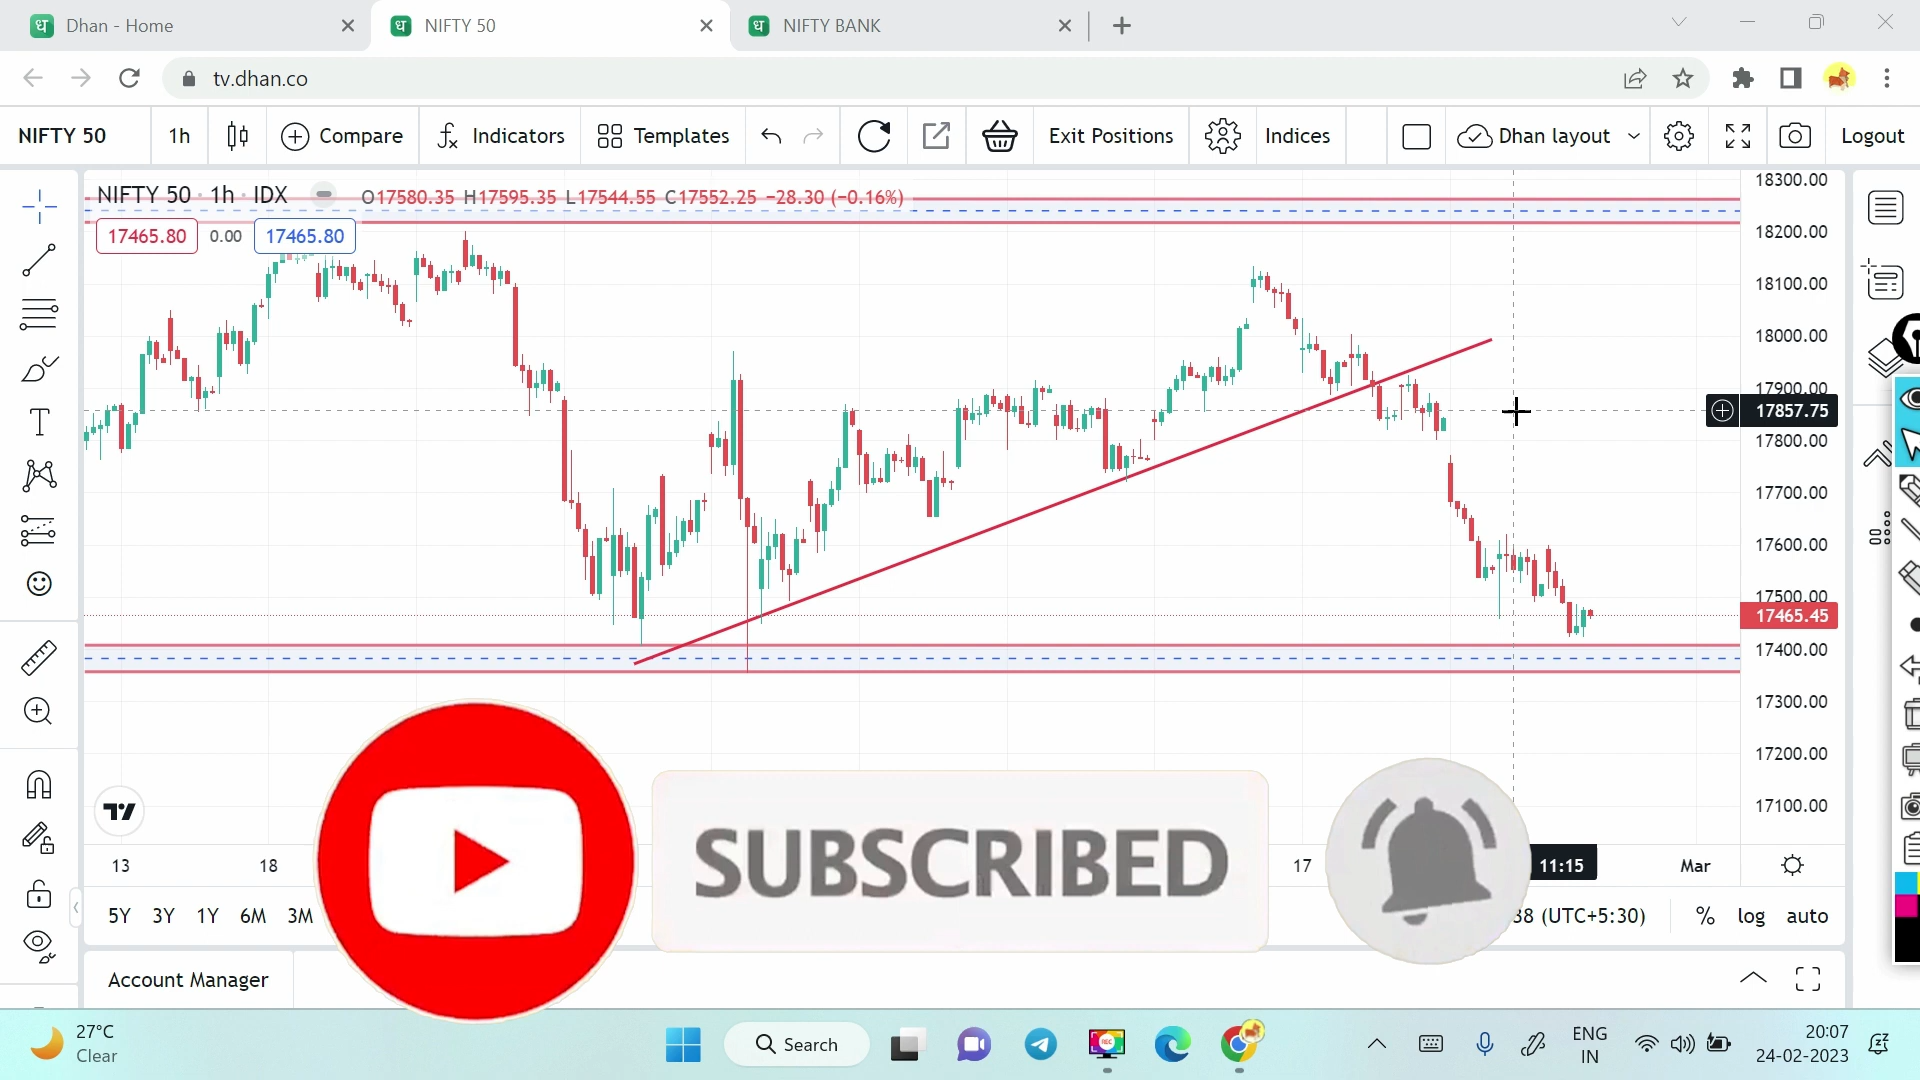 Dhan - Home
NIFTY 50
NIFTY BANK
tv.dhan.co
NIFTY 50
1h
Compare
Indicators
Templates
Exit Positions
Indices
Dhan layout
Logout
NIFTY 50 · 1h · IDX
O17580.35 H17595.35 L17544.55 C17552.25 −28.30 (−0.16%)
17465.80
0.00
17465.80
18300.00
18200.00
18100.00
18000.00
17900.00
17857.75
17800.00
17700.00
17600.00
17500.00
17465.45
17400.00
17300.00
17200.00
17100.00
SUBSCRIBED
13
18
17
11:15
Mar
5Y
3Y
1Y
6M
3M
38 (UTC+5:30)
%
log
auto
Account Manager
27°C
Clear
Search
REC
ENG
IN
20:07
24-02-2023